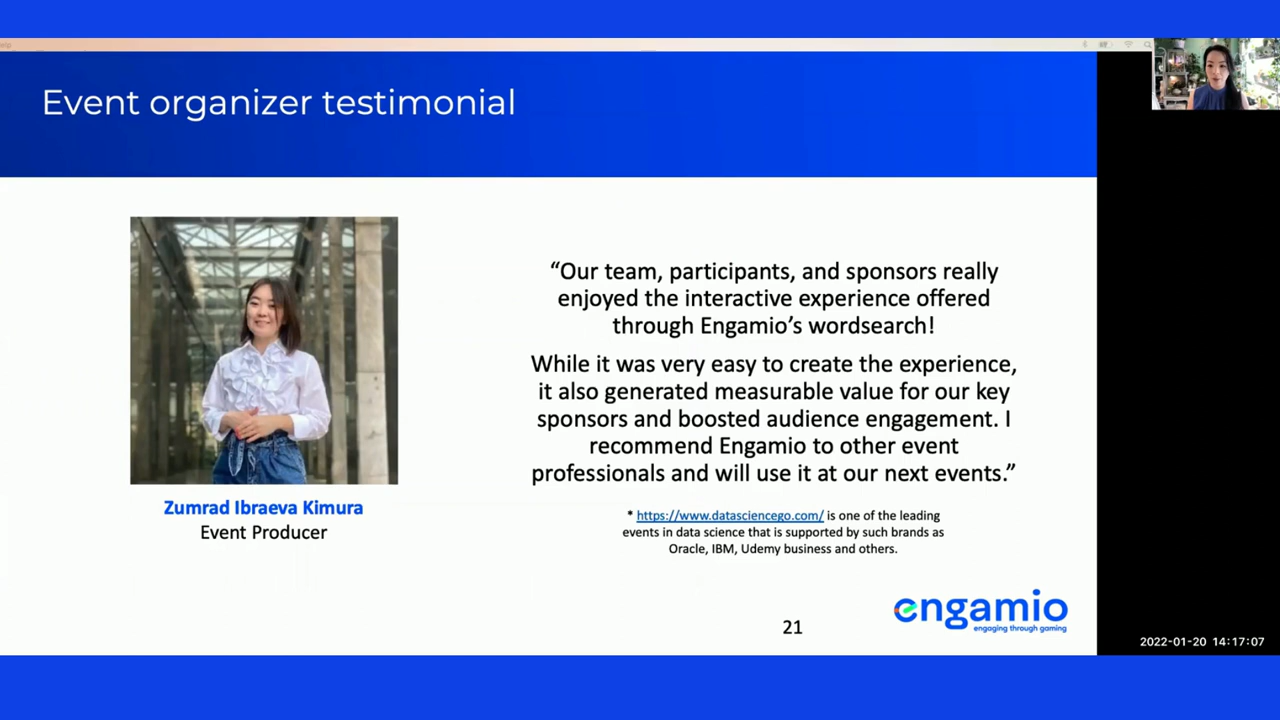 Event organizer testimonial
“Our team, participants, and sponsors really
enjoyed the interactive experience offered
through Engamio’s wordsearch!
While it was very easy to create the experience,
it also generated measurable value for our key
sponsors and boosted audience engagement. I
recommend Engamio to other event
professionals and will use it at our next events.”
Zumrad Ibraeva Kimura
Event Producer
* https://www.datasciencego.com/ is one of the leading
events in data science that is supported by such brands as
Oracle, IBM, Udemy business and others.
engamio
engaging through gaming
21
2022-01-20 14:17:07